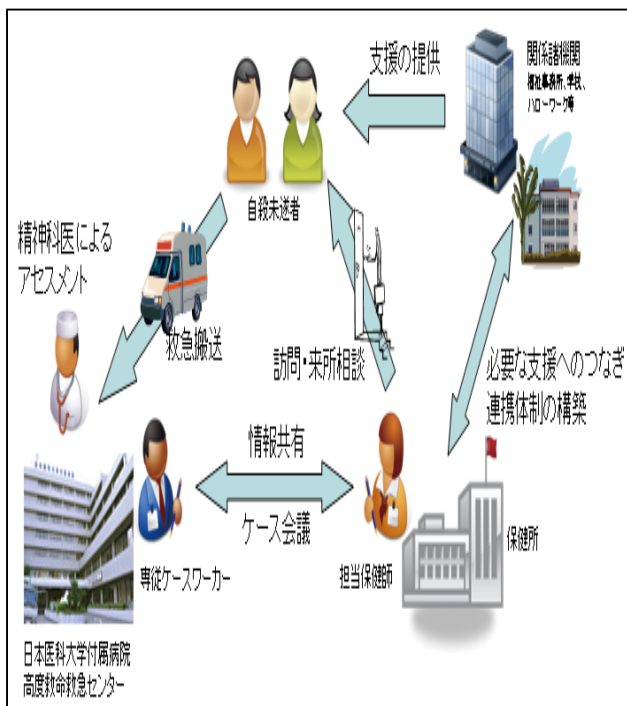 支援の提供
関係諸機関
福祉事務所、学校、
ハローワーク等
自殺未遂者
精神科医による
アセスメント
救急搬送
訪問・来所相談
必要な支援へのつなぎ
連携体制の構築
情報共有
ケース会議
専従ケースワーカー
担当保健師
保健所
日本医科大学付属病院
高度救命救急センター